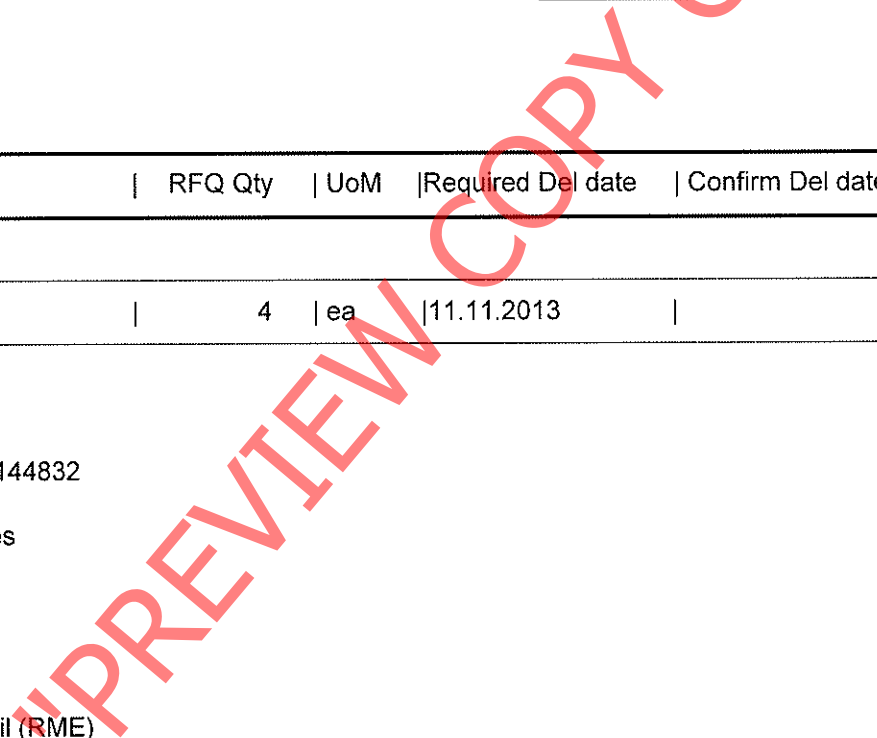 | RFQ Qty | UoM |Required Del date | Confirm Del date
| 4 | ea |11.11.2013 |
144832
es
il (RME)
"PREVIEW COPY